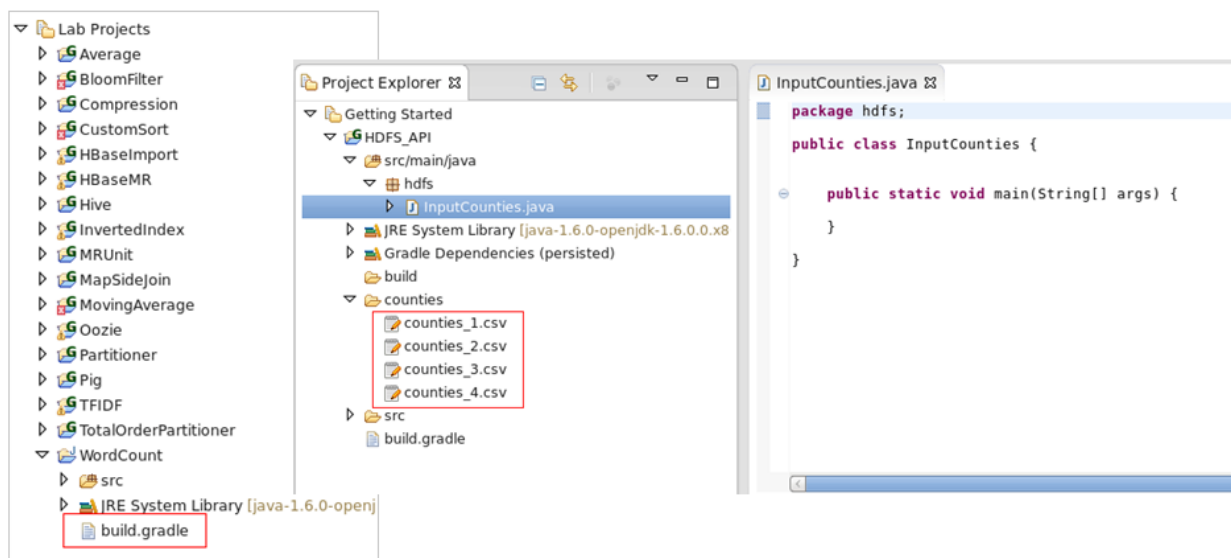 Lab Projects
Average
BloomFilter
Compression
CustomSort
HBaseImport
HBaseMR
Hive
InvertedIndex
MRUnit
MapSideJoin
MovingAverage
Oozie
Partitioner
Pig
TFIDF
TotalOrderPartitioner
WordCount
src
JRE System Library [java-1.6.0-openj
build.gradle
Project Explorer
Getting Started
HDFS_API
src/main/java
hdfs
InputCounties.java
JRE System Library [java-1.6.0-openjdk-1.6.0.0.x8
Gradle Dependencies (persisted)
build
counties
counties_1.csv
counties_2.csv
counties_3.csv
counties_4.csv
src
build.gradle
InputCounties.java
package hdfs;
public class InputCounties {
public static void main(String[] args) {
}
}